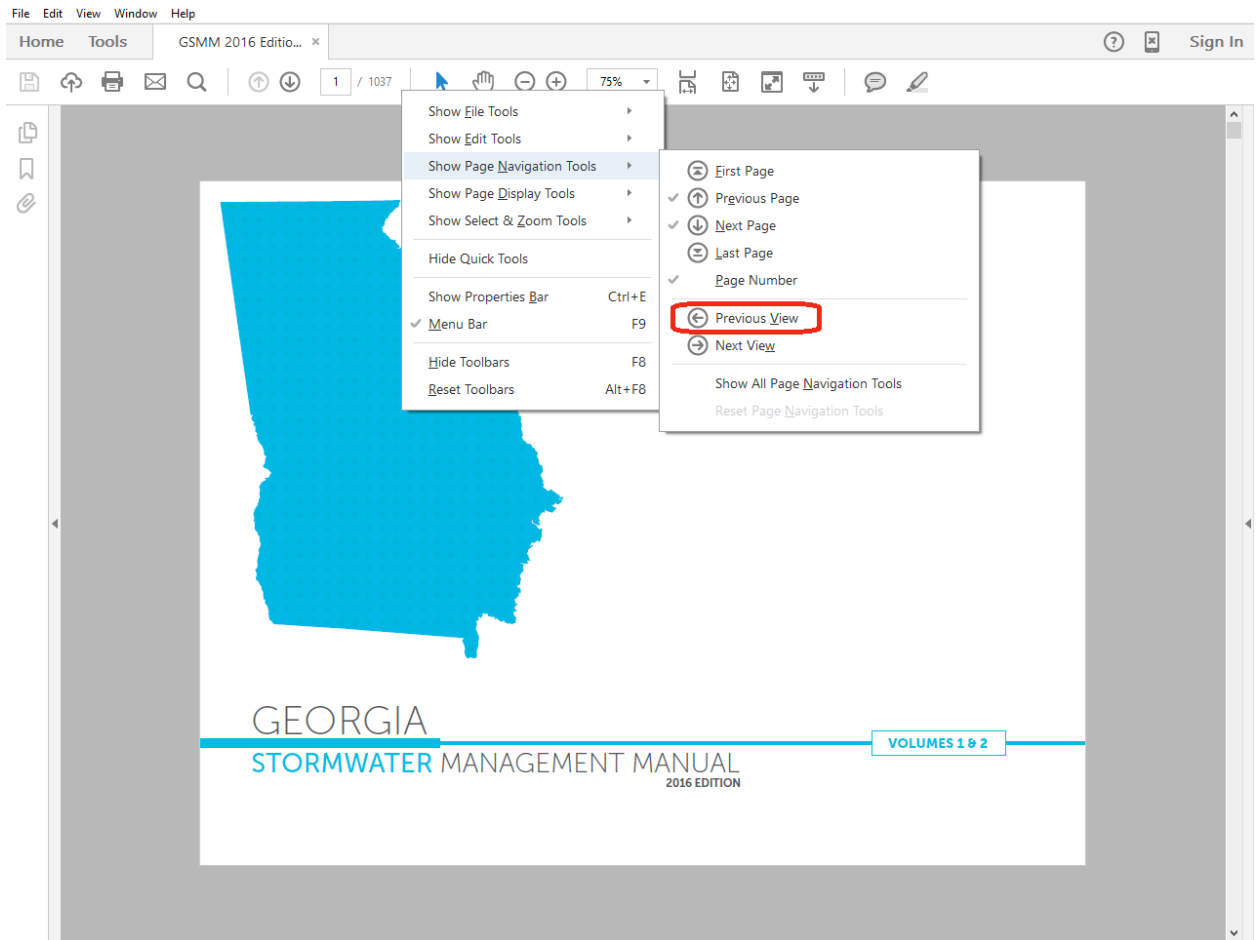 File Edit View Window Help
Home Tools GSMM 2016 Editio... × ? Sign In
1 / 1037 75%
Show File Tools
Show Edit Tools
Show Page Navigation Tools
Show Page Display Tools
Show Select & Zoom Tools
Hide Quick Tools
Show Properties Bar Ctrl+E
Menu Bar F9
Hide Toolbars F8
Reset Toolbars Alt+F8
First Page
Previous Page
Next Page
Last Page
Page Number
Previous View
Next View
Show All Page Navigation Tools
Reset Page Navigation Tools
GEORGIA
VOLUMES 1 & 2
STORMWATER MANAGEMENT MANUAL
2016 EDITION